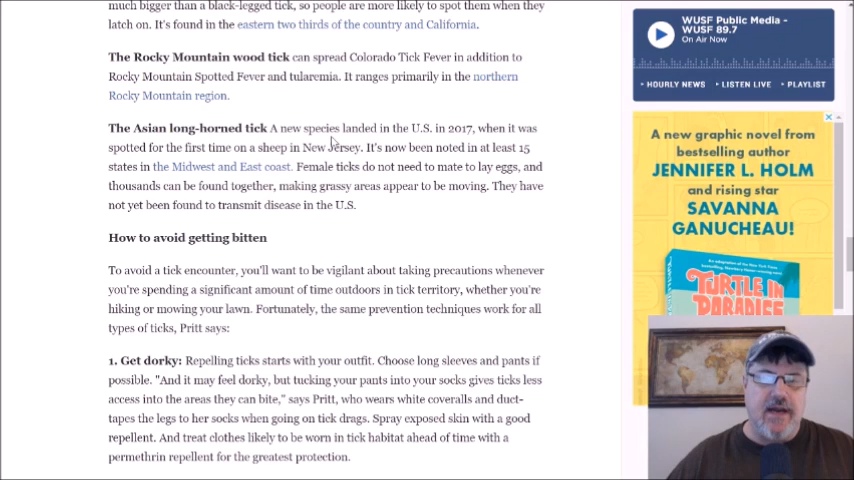 much bigger than a black-legged tick, so people are more likely to spot them when they
latch on. It's found in the eastern two thirds of the country and California.
The Rocky Mountain wood tick can spread Colorado Tick Fever in addition to
Rocky Mountain Spotted Fever and tularemia. It ranges primarily in the northern
Rocky Mountain region.
The Asian long-horned tick A new species landed in the U.S. in 2017, when it was
spotted for the first time on a sheep in New Jersey. It's now been noted in at least 15
states in the Midwest and East coast. Female ticks do not need to mate to lay eggs, and
thousands can be found together, making grassy areas appear to be moving. They have
not yet been found to transmit disease in the U.S.
How to avoid getting bitten
To avoid a tick encounter, you'll want to be vigilant about taking precautions whenever
you're spending a significant amount of time outdoors in tick territory, whether you're
hiking or mowing your lawn. Fortunately, the same prevention techniques work for all
types of ticks, Pritt says:
1. Get dorky: Repelling ticks starts with your outfit. Choose long sleeves and pants if
possible. "And it may feel dorky, but tucking your pants into your socks gives ticks less
access into the areas they can bite," says Pritt, who wears white coveralls and duct-
tapes the legs to her socks when going on tick drags. Spray exposed skin with a good
repellent. And treat clothes likely to be worn in tick habitat ahead of time with a
permethrin repellent for the greatest protection.
WUSF Public Media -
WUSF 89.7
On Air Now
• HOURLY NEWS • LISTEN LIVE • PLAYLIST
A new graphic novel from
bestselling author
JENNIFER L. HOLM
and rising star
SAVANNA
GANUCHEAU!
TURTLE IN
PARADISE